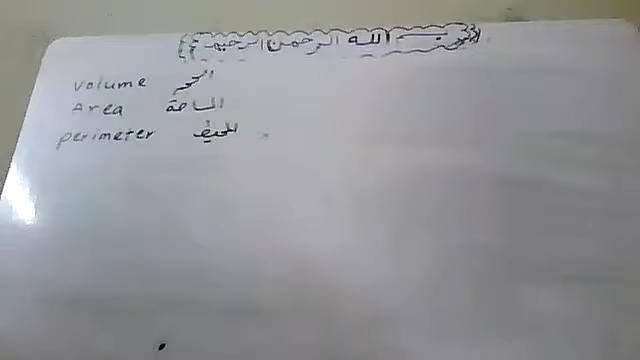 بسم الله الرحمن الرحيم
volume الحجم
Area المساحة
perimeter المحيط